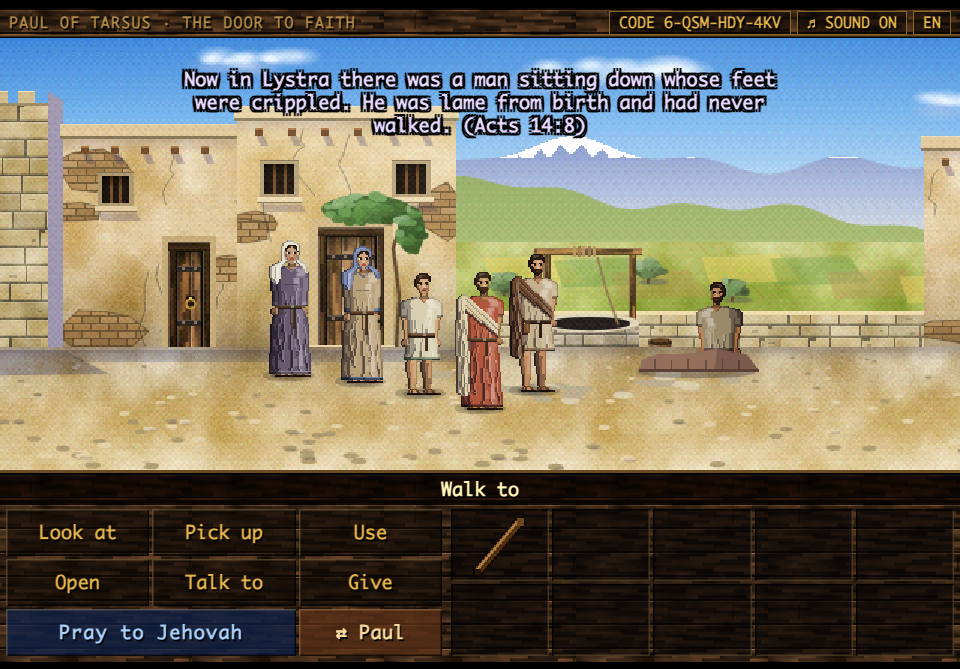 PAUL OF TARSUS · THE DOOR TO FAITH
CODE 6-QSM-HDY-4KV
♬ SOUND ON
EN
Now in Lystra there was a man sitting down whose feet
were crippled. He was lame from birth and had never
walked. (Acts 14:8)
Walk to
Look at
Pick up
Use
Open
Talk to
Give
Pray to Jehovah
⇄ Paul